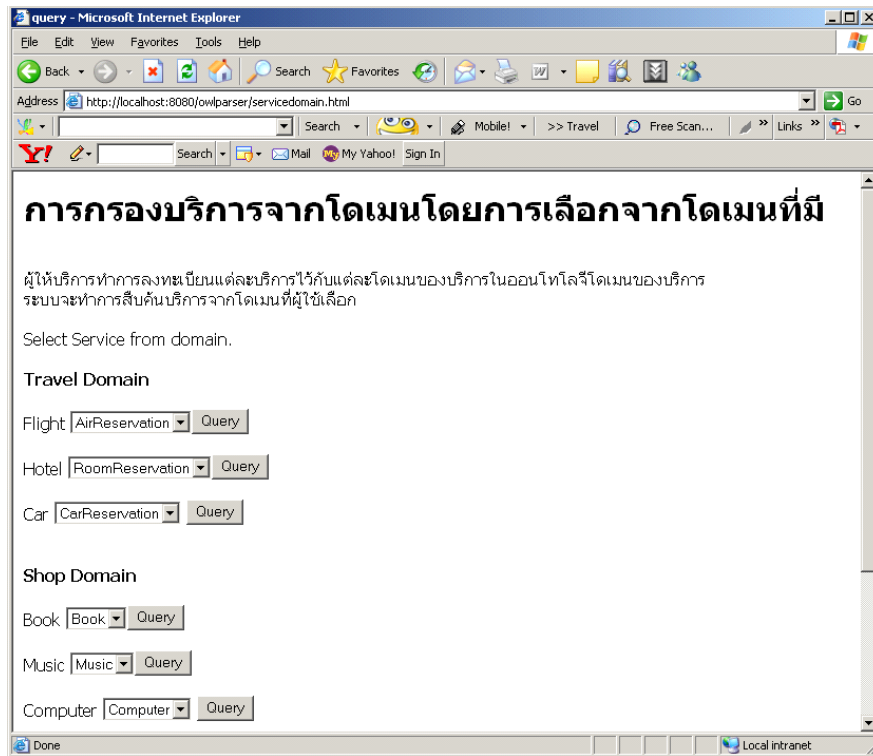 query - Microsoft Internet Explorer
File Edit View Favorites Tools Help
Back Search Favorites
Address http://localhost:8080/owlparser/servicedomain.html Go
Search Mobile! >> Travel Free Scan... » Links »
Y! Search Mail My Yahoo! Sign In
การกรองบริการจากโดเมนโดยการเลือกจากโดเมนที่มี
ผู้ให้บริการทำการลงทะเบียนแต่ละบริการไว้กับแต่ละโดเมนของบริการในออนโทโลจีโดเมนของบริการ
ระบบจะทำการสืบค้นบริการจากโดเมนที่ผู้ใช้เลือก
Select Service from domain.
Travel Domain
Flight AirReservation Query
Hotel RoomReservation Query
Car CarReservation Query
Shop Domain
Book Book Query
Music Music Query
Computer Computer Query
Done Local intranet